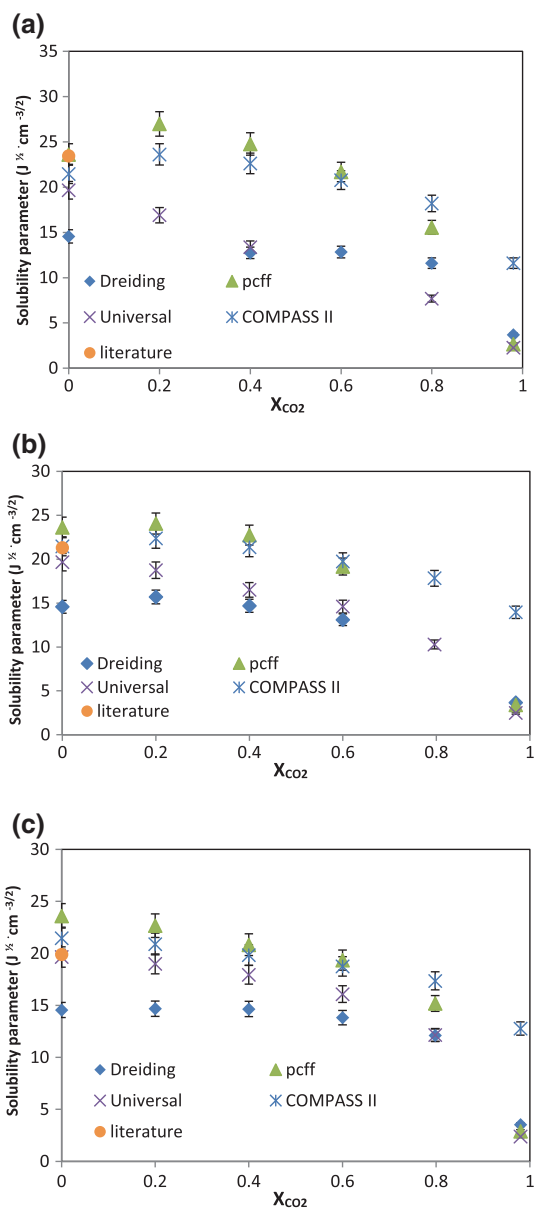 (a)
Solubility parameter (J ½ · cm -3/2)
35
30
25
20
15
10
5
0
0 0.2 0.4 0.6 0.8 1
XCO2
Dreiding pcff
Universal COMPASS II
literature
(b)
Solubility parameter (J ½ · cm -3/2)
30
25
20
15
10
5
0
0 0.2 0.4 0.6 0.8 1
XCO2
Dreiding pcff
Universal COMPASS II
literature
(c)
Solubility parameter (J ½ · cm -3/2)
30
25
20
15
10
5
0
0 0.2 0.4 0.6 0.8 1
XCO2
Dreiding pcff
Universal COMPASS II
literature